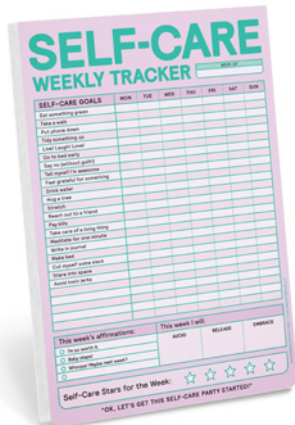 SELF-CARE
WEEKLY TRACKER
WEEK OF:
SELF-CARE GOALS MON TUE WED THU FRI SAT SUN
Eat something green
Take a walk
Put phone down
Tidy something up
Live! Laugh! Love!
Go to bed early
Say no (without guilt!)
Tell myself I'm awesome
Feel grateful for something
Drink water
Hug a tree
Stretch
Reach out to a friend
Pay bills
Take care of a living thing
Meditate for one minute
Write in journal
Make bed
Cut myself some slack
Stare into space
Avoid toxic jerks
This week's affirmations:
I'm so worth it.
Baby steps!
Whoops! Maybe next week?
This week I will:
AVOID RELEASE EMBRACE
Self-Care Stars for the Week:
"OK, LET'S GET THIS SELF-CARE PARTY STARTED!"